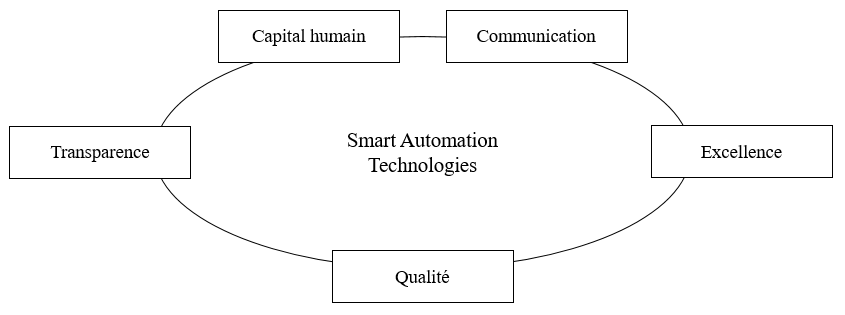 Capital humain
Communication
Transparence
Smart Automation
Technologies
Excellence
Qualité